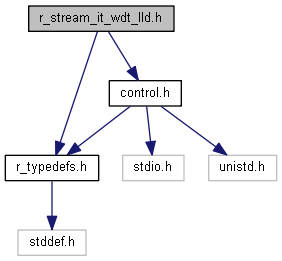 r_stream_it_wdt_lld.h
control.h
r_typedefs.h
stdio.h
unistd.h
stddef.h